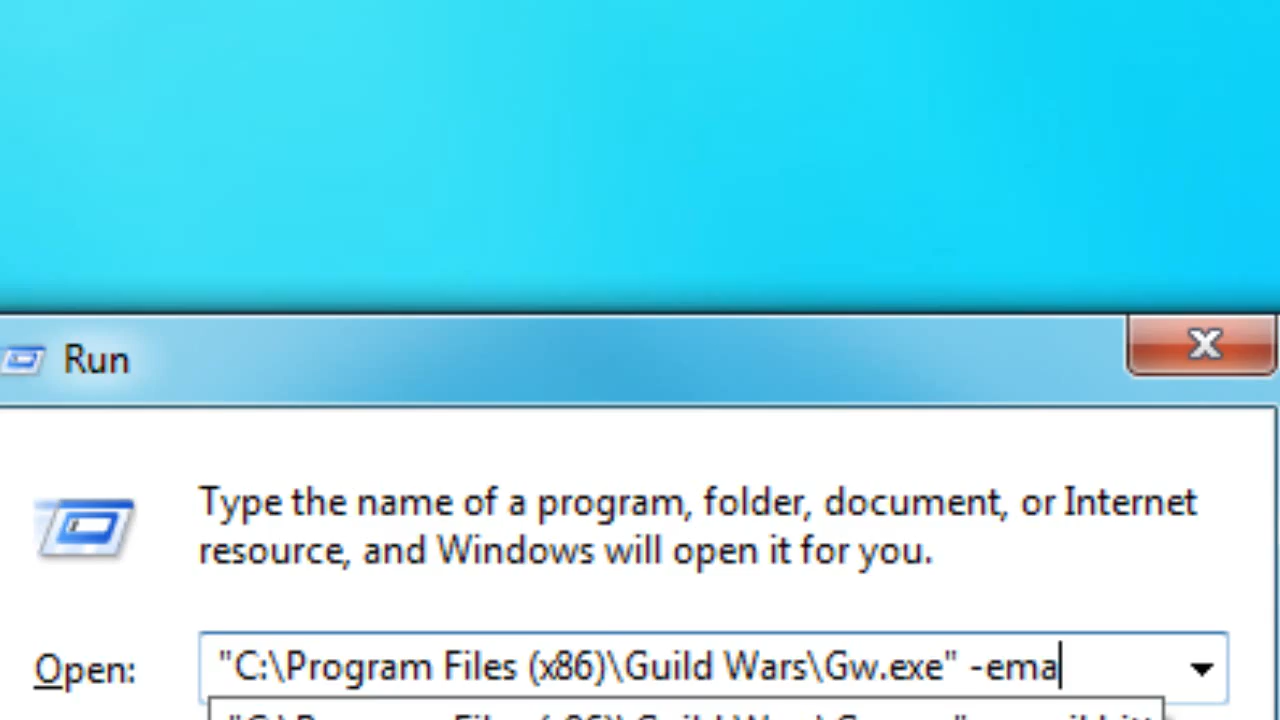 Run
Type the name of a program, folder, document, or Internet
resource, and Windows will open it for you.
Open: "C:\Program Files (x86)\Guild Wars\Gw.exe" -ema